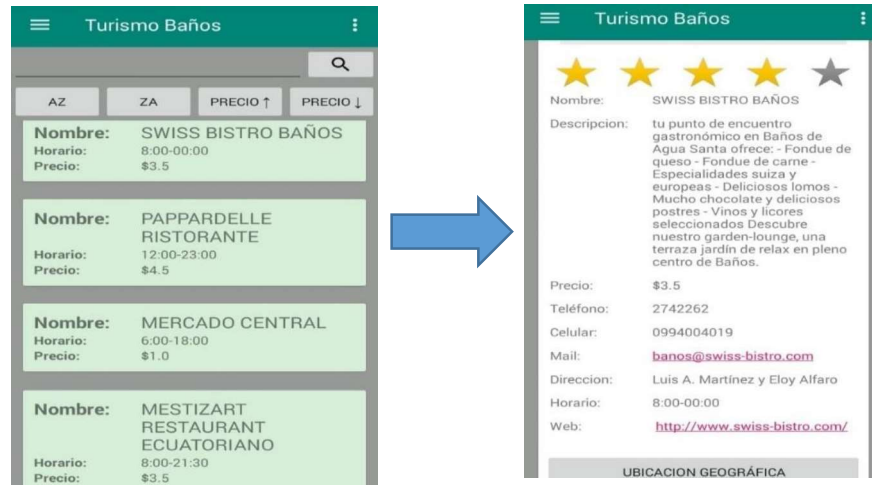 Turismo Baños
AZ ZA PRECIO ↑ PRECIO ↓
Nombre: SWISS BISTRO BAÑOS
Horario: 8:00-00:00
Precio: $3.5
Nombre: PAPPARDELLE
RISTORANTE
Horario: 12:00-23:00
Precio: $4.5
Nombre: MERCADO CENTRAL
Horario: 6:00-18:00
Precio: $1.0
Nombre: MESTIZART
RESTAURANT
ECUATORIANO
Horario: 8:00-21:30
Precio: $3.5
Turismo Baños
Nombre: SWISS BISTRO BAÑOS
Descripcion: tu punto de encuentro
gastronómico en Baños de
Agua Santa ofrece: - Fondue de
queso - Fondue de carne -
Especialidades suiza y
europeas - Deliciosos lomos -
Mucho chocolate y deliciosos
postres - Vinos y licores
seleccionados Descubre
nuestro garden-lounge, una
terraza jardín de relax en pleno
centro de Baños.
Precio: $3.5
Teléfono: 2742262
Celular: 0994004019
Mail: banos@swiss-bistro.com
Direccion: Luis A. Martínez y Eloy Alfaro
Horario: 8:00-00:00
Web: http://www.swiss-bistro.com/
UBICACION GEOGRÁFICA